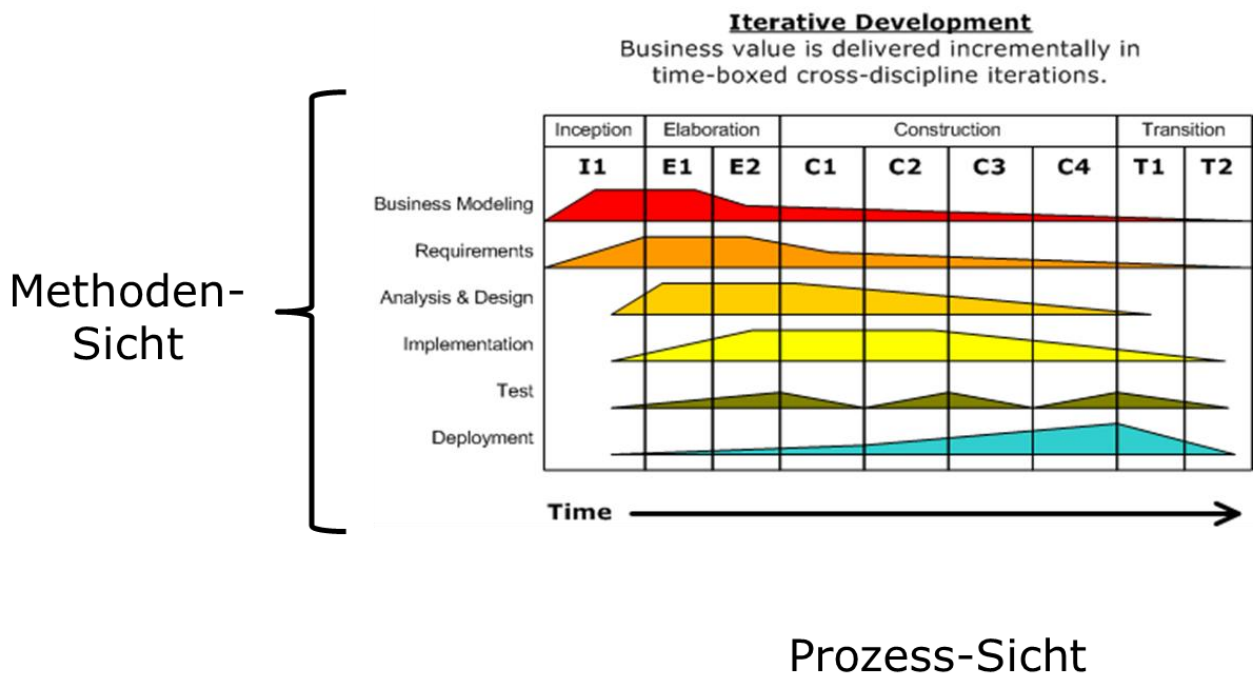 Iterative Development
Business value is delivered incrementally in
time-boxed cross-discipline iterations.
Inception Elaboration Construction Transition
I1 E1 E2 C1 C2 C3 C4 T1 T2
Business Modeling
Requirements
Analysis & Design
Implementation
Test
Deployment
Time
Methoden-
Sicht
Prozess-Sicht